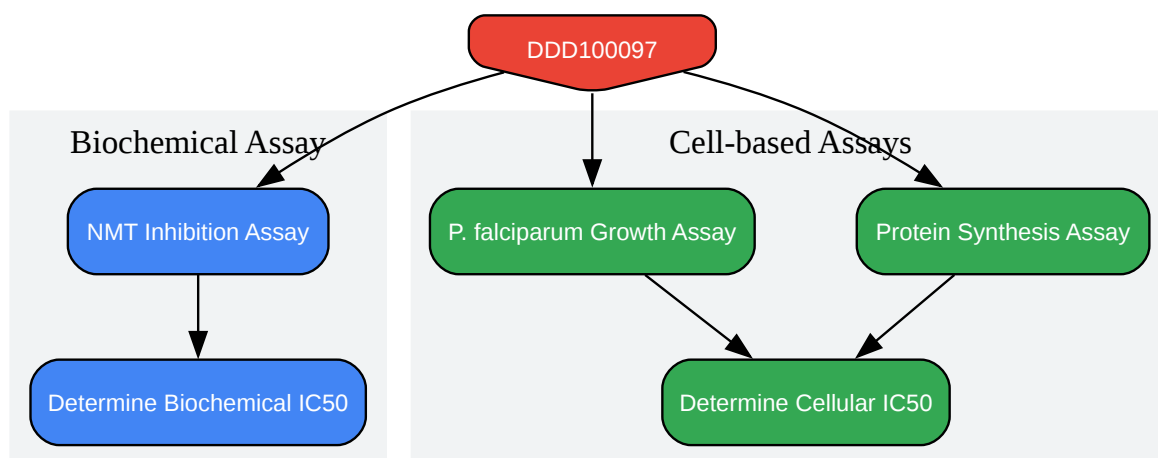 DDD100097
Biochemical Assay
Cell-based Assays
NMT Inhibition Assay
P. falciparum Growth Assay
Protein Synthesis Assay
Determine Biochemical IC50
Determine Cellular IC50